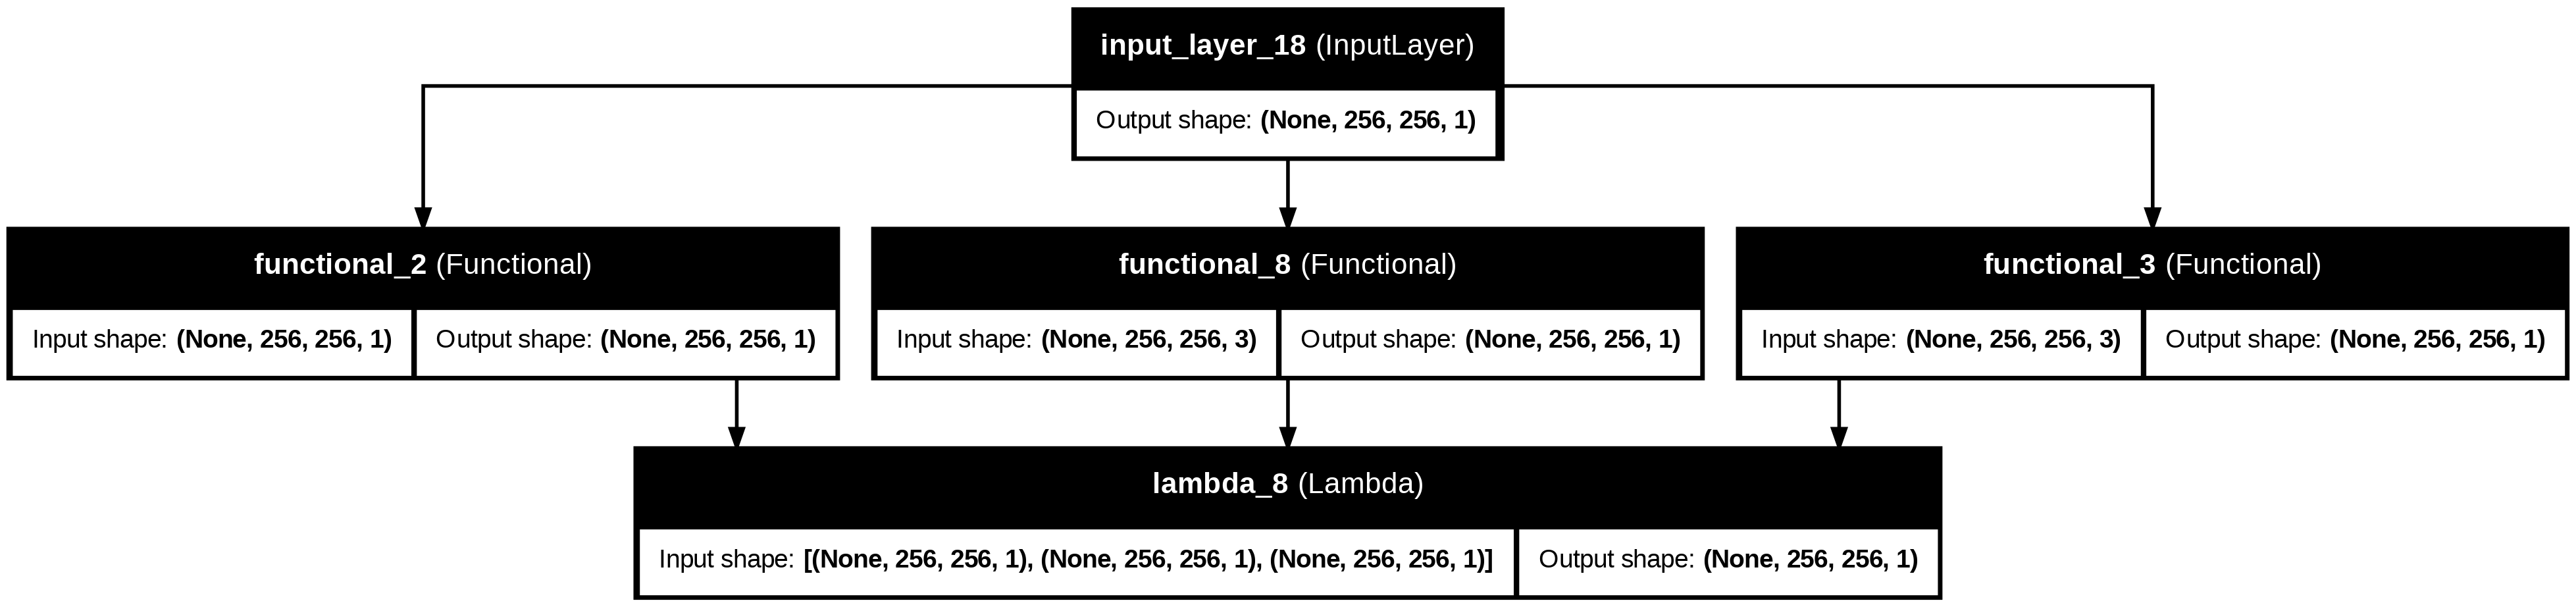 input_layer_18 (InputLayer)
Output shape: (None, 256, 256, 1)
functional_2 (Functional)
Input shape: (None, 256, 256, 1)
Output shape: (None, 256, 256, 1)
functional_8 (Functional)
Input shape: (None, 256, 256, 3)
Output shape: (None, 256, 256, 1)
functional_3 (Functional)
Input shape: (None, 256, 256, 3)
Output shape: (None, 256, 256, 1)
lambda_8 (Lambda)
Input shape: [(None, 256, 256, 1), (None, 256, 256, 1), (None, 256, 256, 1)]
Output shape: (None, 256, 256, 1)